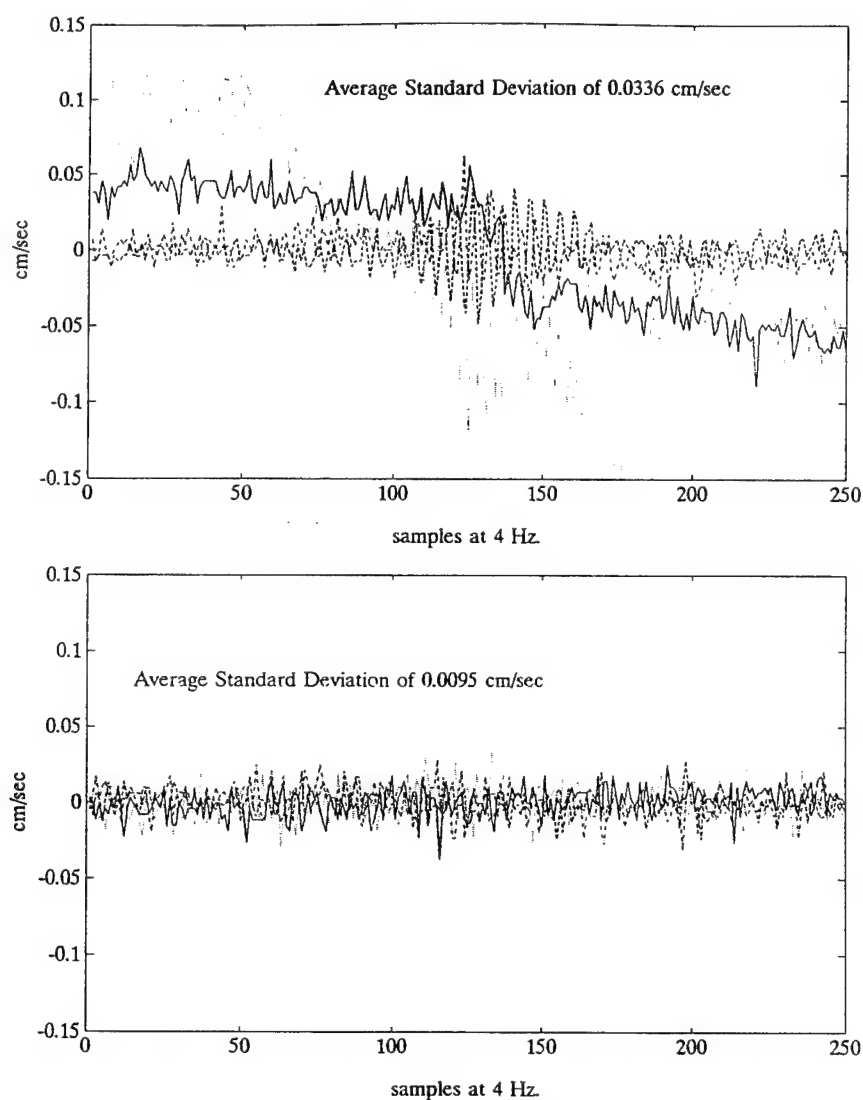 0.15
Average Standard Deviation of 0.0336 cm/sec
0.1
0.05
cm/sec
0
-0.05
-0.1
-0.15
0 50 100 150 200 250
samples at 4 Hz.
0.15
0.1
Average Standard Deviation of 0.0095 cm/sec
0.05
cm/sec
0
-0.05
-0.1
-0.15
0 50 100 150 200 250
samples at 4 Hz.